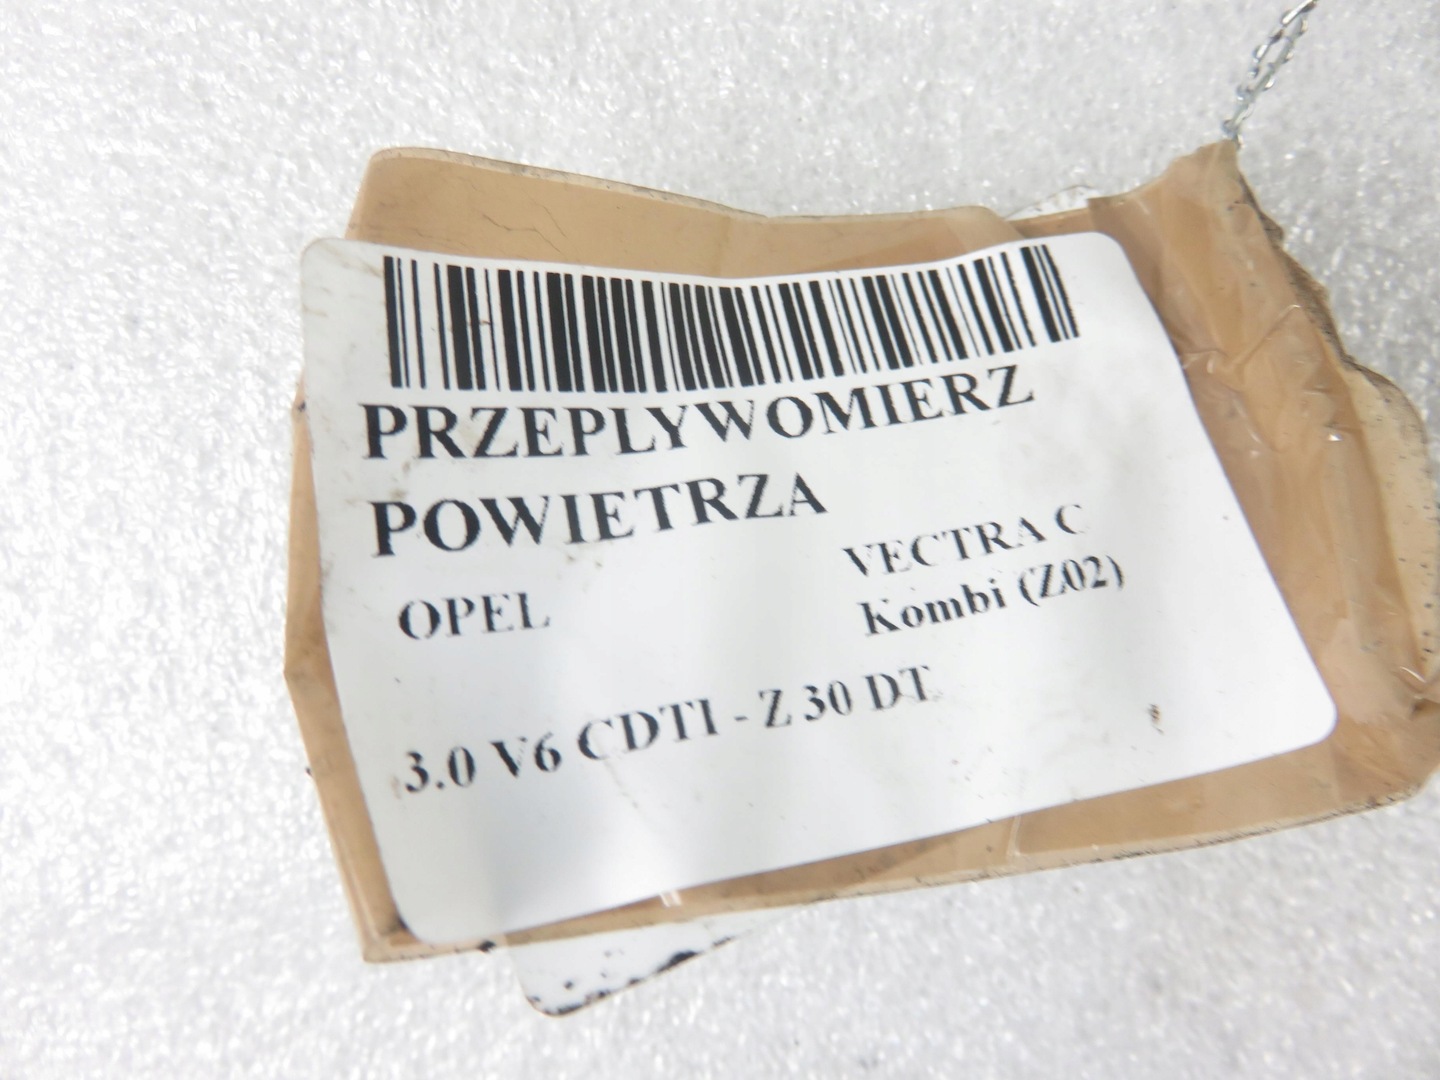 PRZEPLYWOMIERZ
POWIETRZA
OPEL
VECTRA C
Kombi (Z02)
3.0 V6 CDTI - Z 30 DT